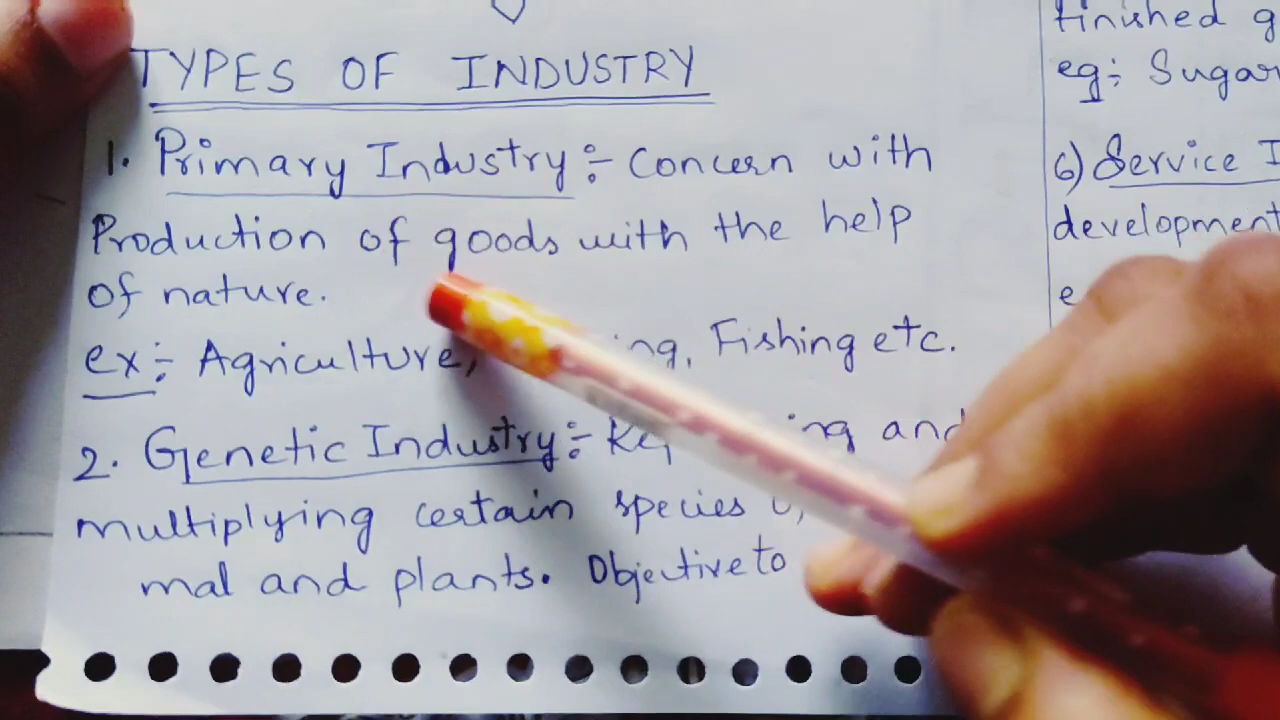 TYPES OF INDUSTRY
1. Primary Industry:- Concern with
Production of goods with the help
of nature.
ex:- Agriculture, Fishing etc.
2. Genetic Industry:- and
multiplying certain species
mal and plants. Objective to
finished g
eg:- Sugar
6) Service I
development
e